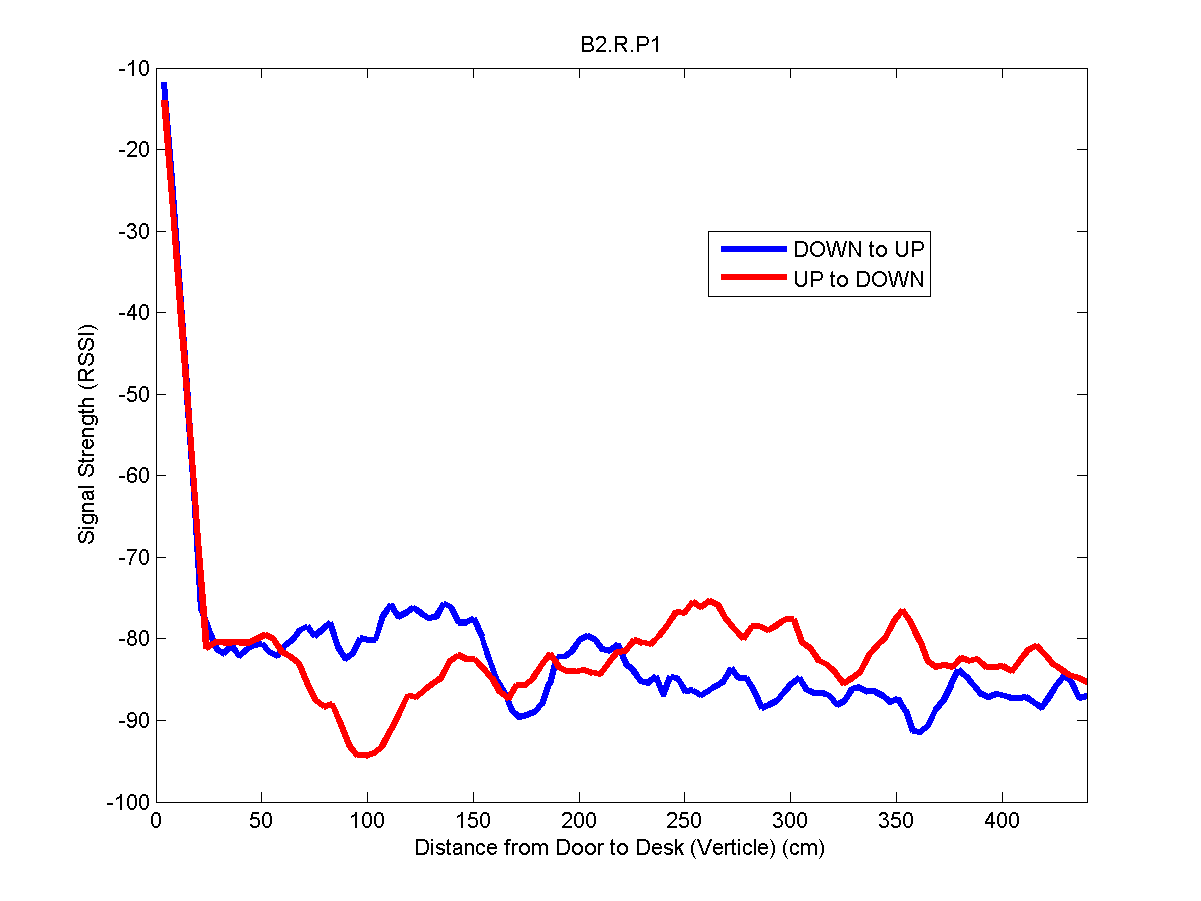 B2.R.P1
-10
-20
-30
-40
-50
-60
-70
-80
-90
-100
Signal Strength (RSSI)
DOWN to UP
UP to DOWN
0 50 100 150 200 250 300 350 400
Distance from Door to Desk (Verticle) (cm)